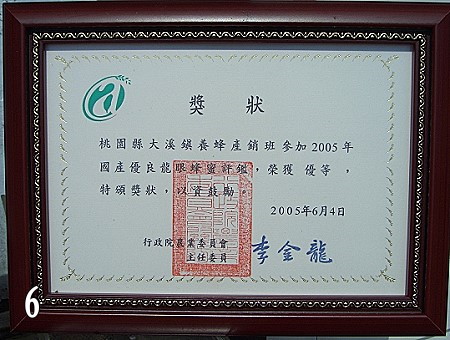 獎狀
桃園縣大溪鎮養蜂產銷班參加2005年
國產優良龍眼蜂蜜評鑑，榮獲 優等，
特頒獎狀，以資鼓勵。
2005年6月4日
行政院農業委員會
主任委員 李金龍
6